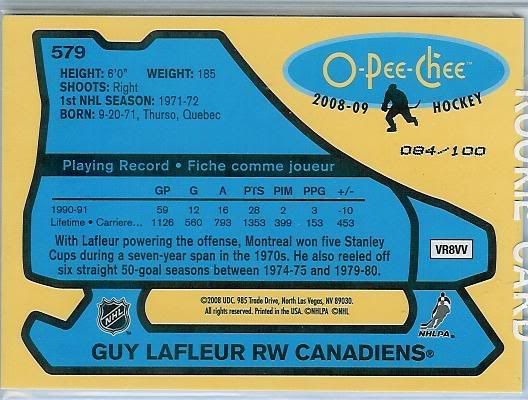 579
HEIGHT: 6'0" WEIGHT: 185
SHOOTS: Right
1st NHL SEASON: 1971-72
BORN: 9-20-71, Thurso, Quebec
O-Pee-Chee™
2008-09 HOCKEY
084/100
Playing Record • Fiche comme joueur
GP G A PTS PIM PPG +/-
1990-91 59 12 16 28 2 3 -10
Lifetime • Carriere... 1126 560 793 1353 399 153 453
With Lafleur powering the offense, Montreal won five Stanley
Cups during a seven-year span in the 1970s. He also reeled off
six straight 50-goal seasons between 1974-75 and 1979-80.
VR8VV
©2008 UDC. 985 Trade Drive, North Las Vegas, NV 89030.
All rights reserved. Printed in the USA. ©NHLPA ©NHL
NHL
NHLPA
GUY LAFLEUR RW CANADIENS®
ROOKIE CARD